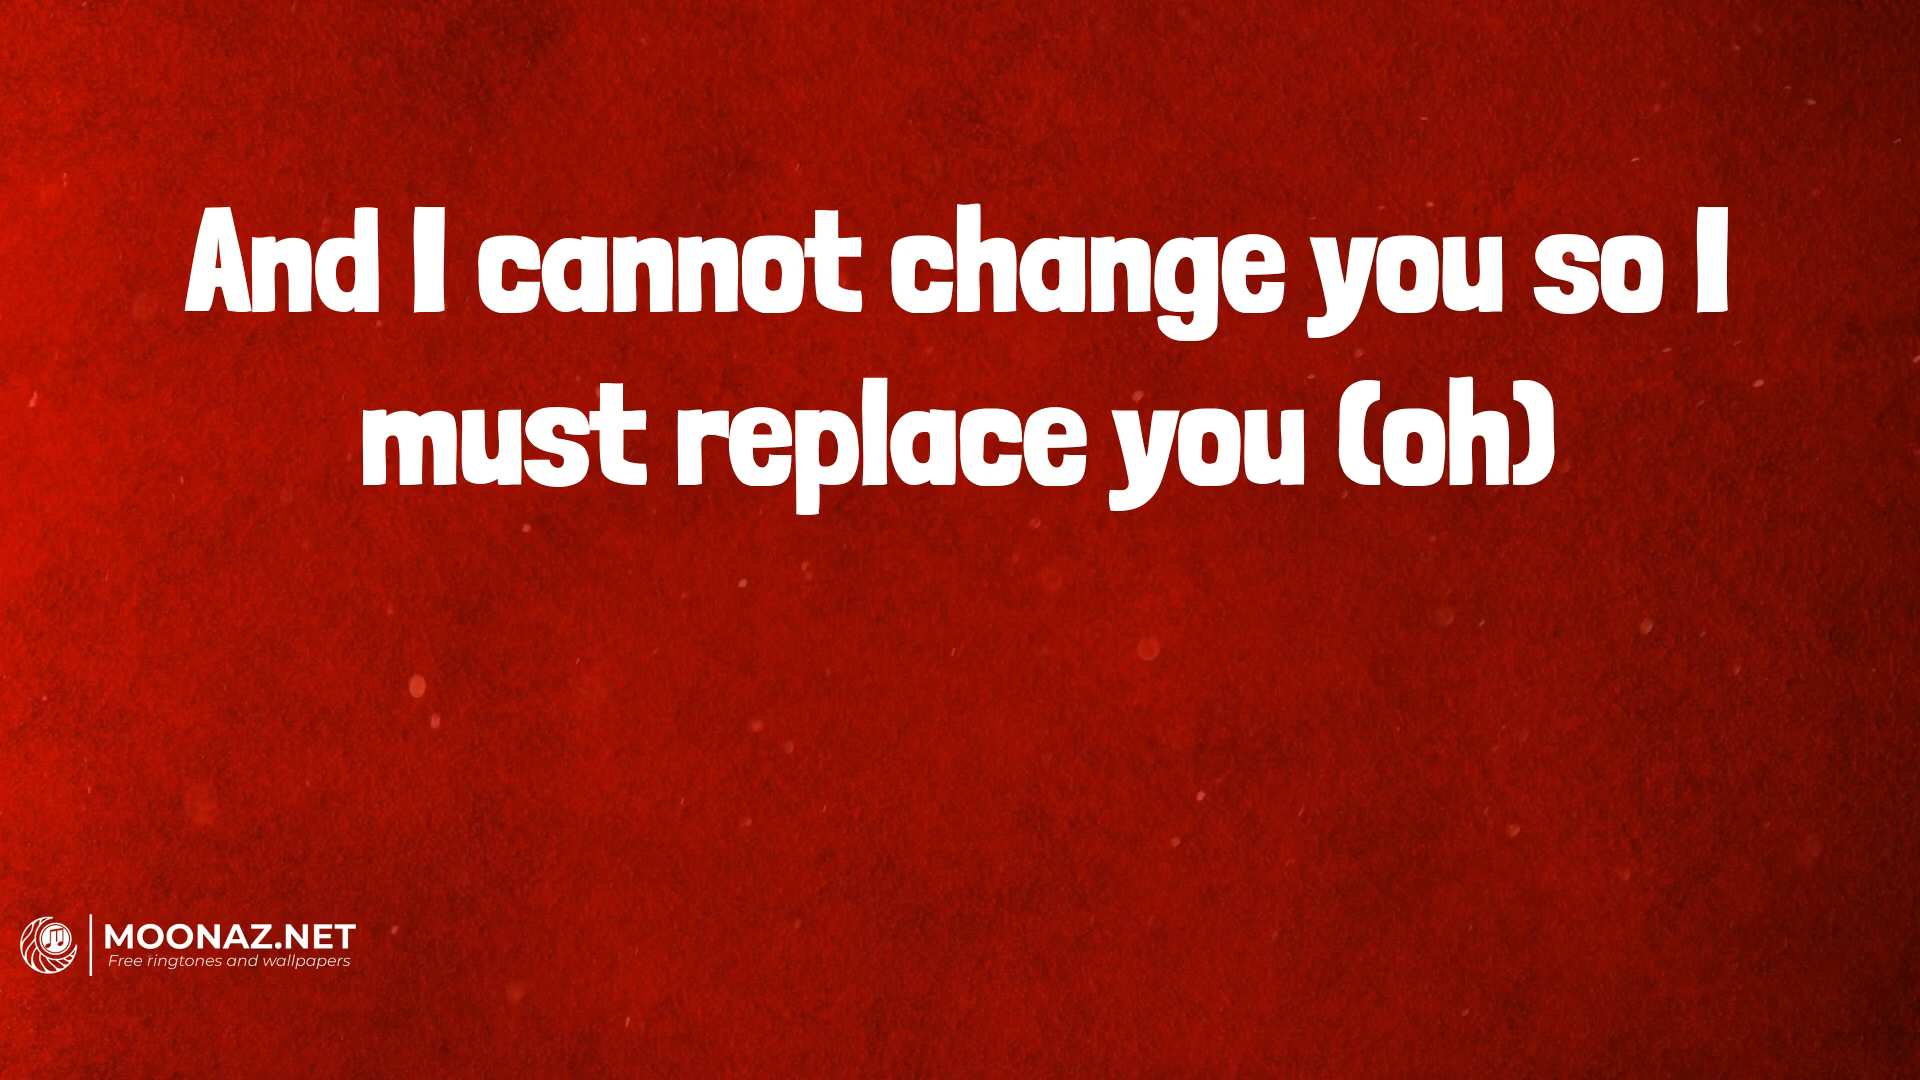 And I cannot change you so I
must replace you (oh)
MOONAZ.NET
Free ringtones and wallpapers